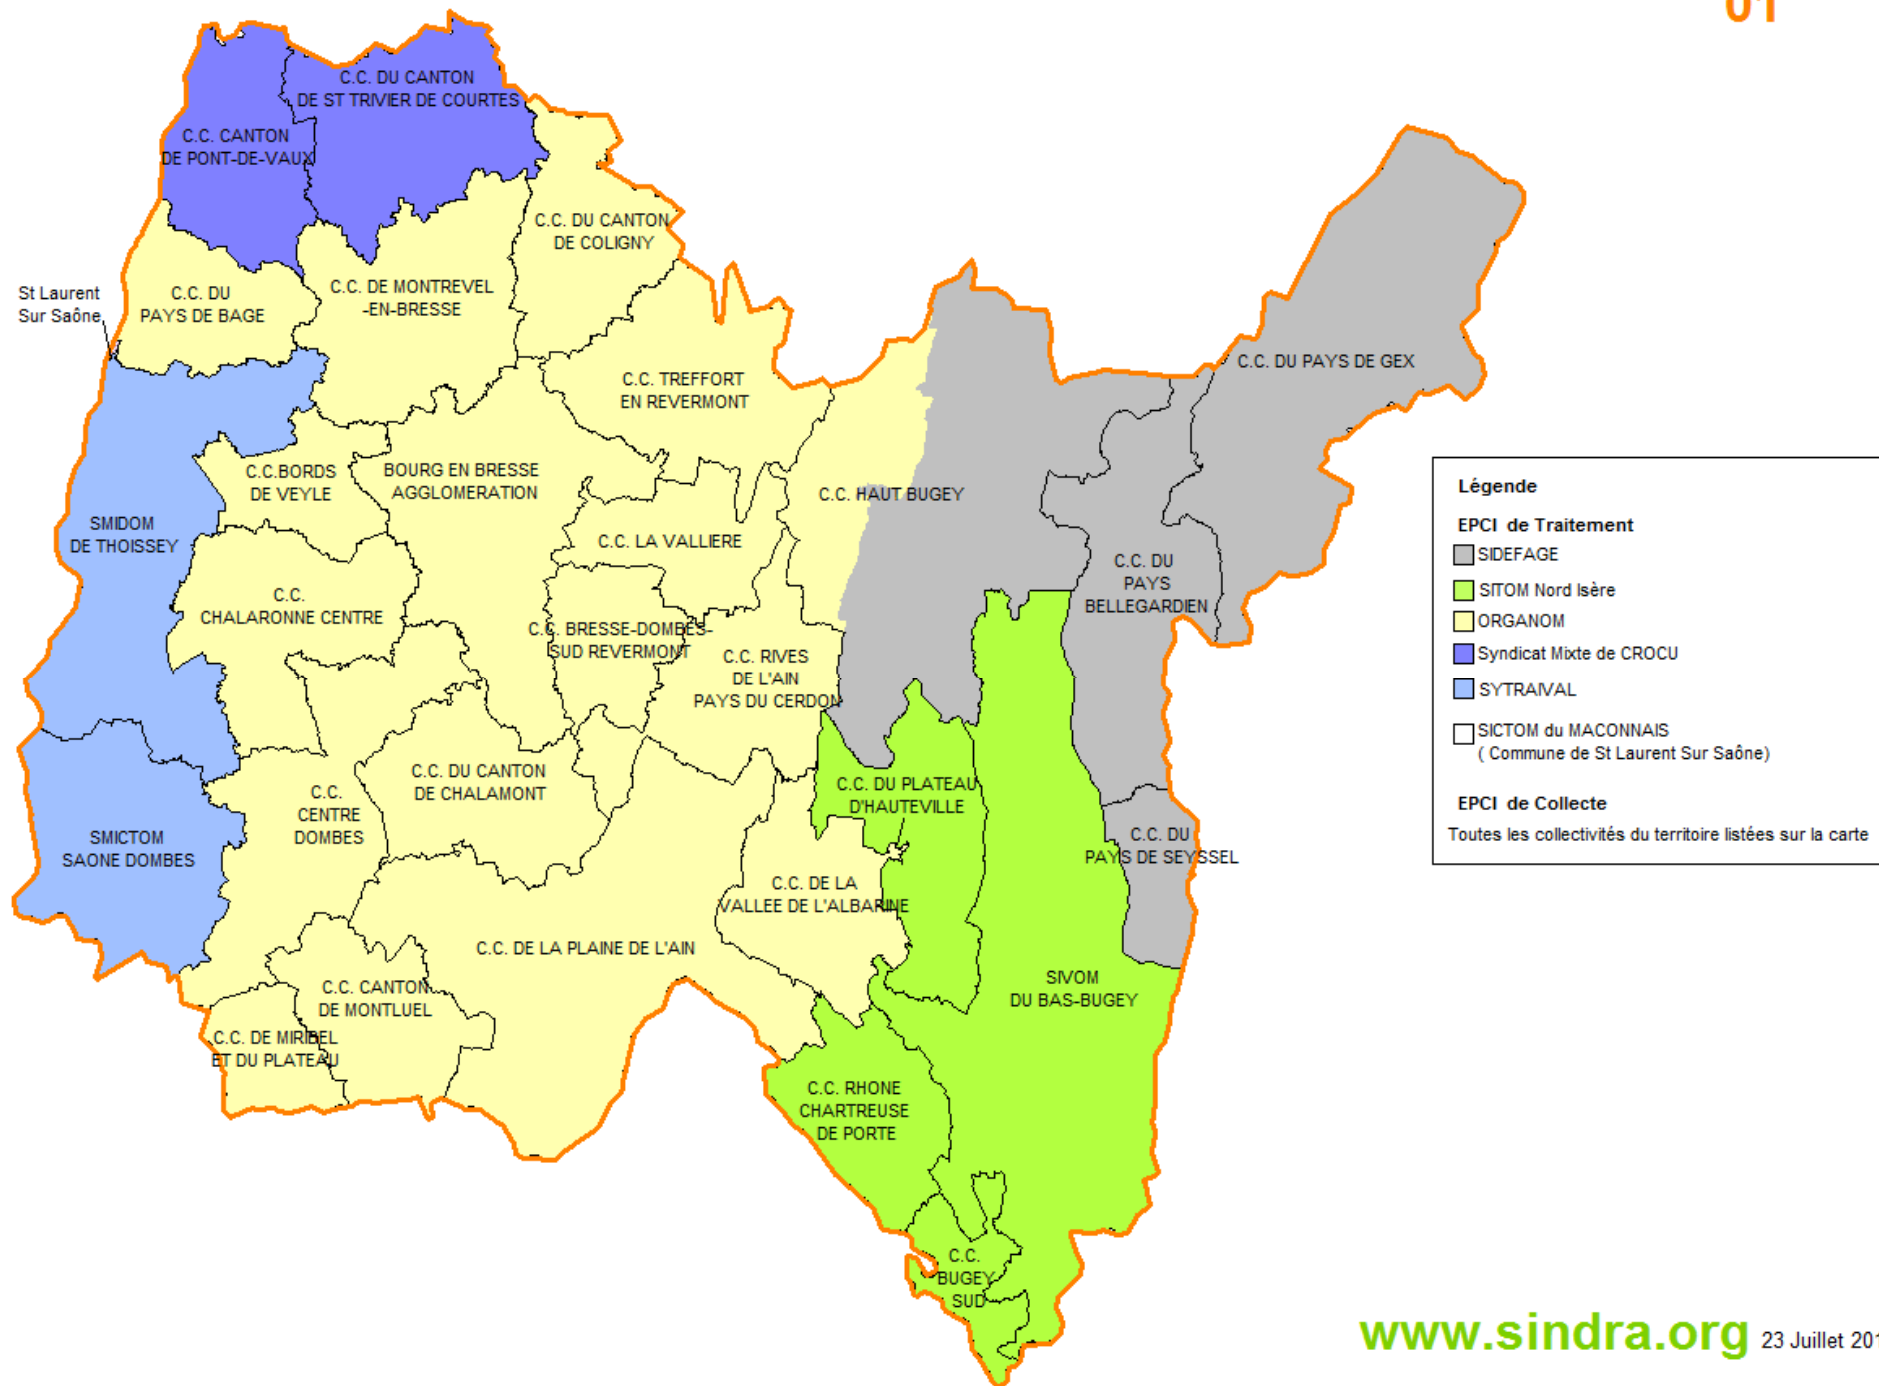 01
C.C. DU CANTON
DE ST TRIVIER DE COURTES
C.C. CANTON
DE PONT-DE-VAUX
C.C. DU CANTON
DE COLIGNY
St Laurent
Sur Saône
C.C. DU
PAYS DE BAGE
C.C. DE MONTREVEL
-EN-BRESSE
C.C. TREFFORT
EN REVERMONT
C.C. DU PAYS DE GEX
C.C.BORDS
DE VEYLE
BOURG EN BRESSE
AGGLOMERATION
C.C. HAUT BUGEY
SMIDOM
DE THOISSEY
C.C. LA VALLIERE
C.C. DU
PAYS
BELLEGARDIEN
C.C.
CHALARONNE CENTRE
C.C. BRESSE-DOMBES-
SUD REVERMONT
C.C. RIVES
DE L'AIN
PAYS DU CERDON
C.C. DU CANTON
DE CHALAMONT
C.C. DU PLATEAU
D'HAUTEVILLE
C.C.
CENTRE
DOMBES
SMICTOM
SAONE DOMBES
C.C. DU
PAYS DE SEYSSEL
C.C. DE LA
VALLEE DE L'ALBARINE
C.C. DE LA PLAINE DE L'AIN
SIVOM
DU BAS-BUGEY
C.C. CANTON
DE MONTLUEL
C.C. DE MIRIBEL
ET DU PLATEAU
C.C. RHONE
CHARTREUSE
DE PORTE
C.C.
BUGEY
SUD
Légende
EPCI de Traitement
SIDEFAGE
SITOM Nord Isère
ORGANOM
Syndicat Mixte de CROCU
SYTRAIVAL
SICTOM du MACONNAIS
( Commune de St Laurent Sur Saône)
EPCI de Collecte
Toutes les collectivités du territoire listées sur la carte
www.sindra.org
23 Juillet 201